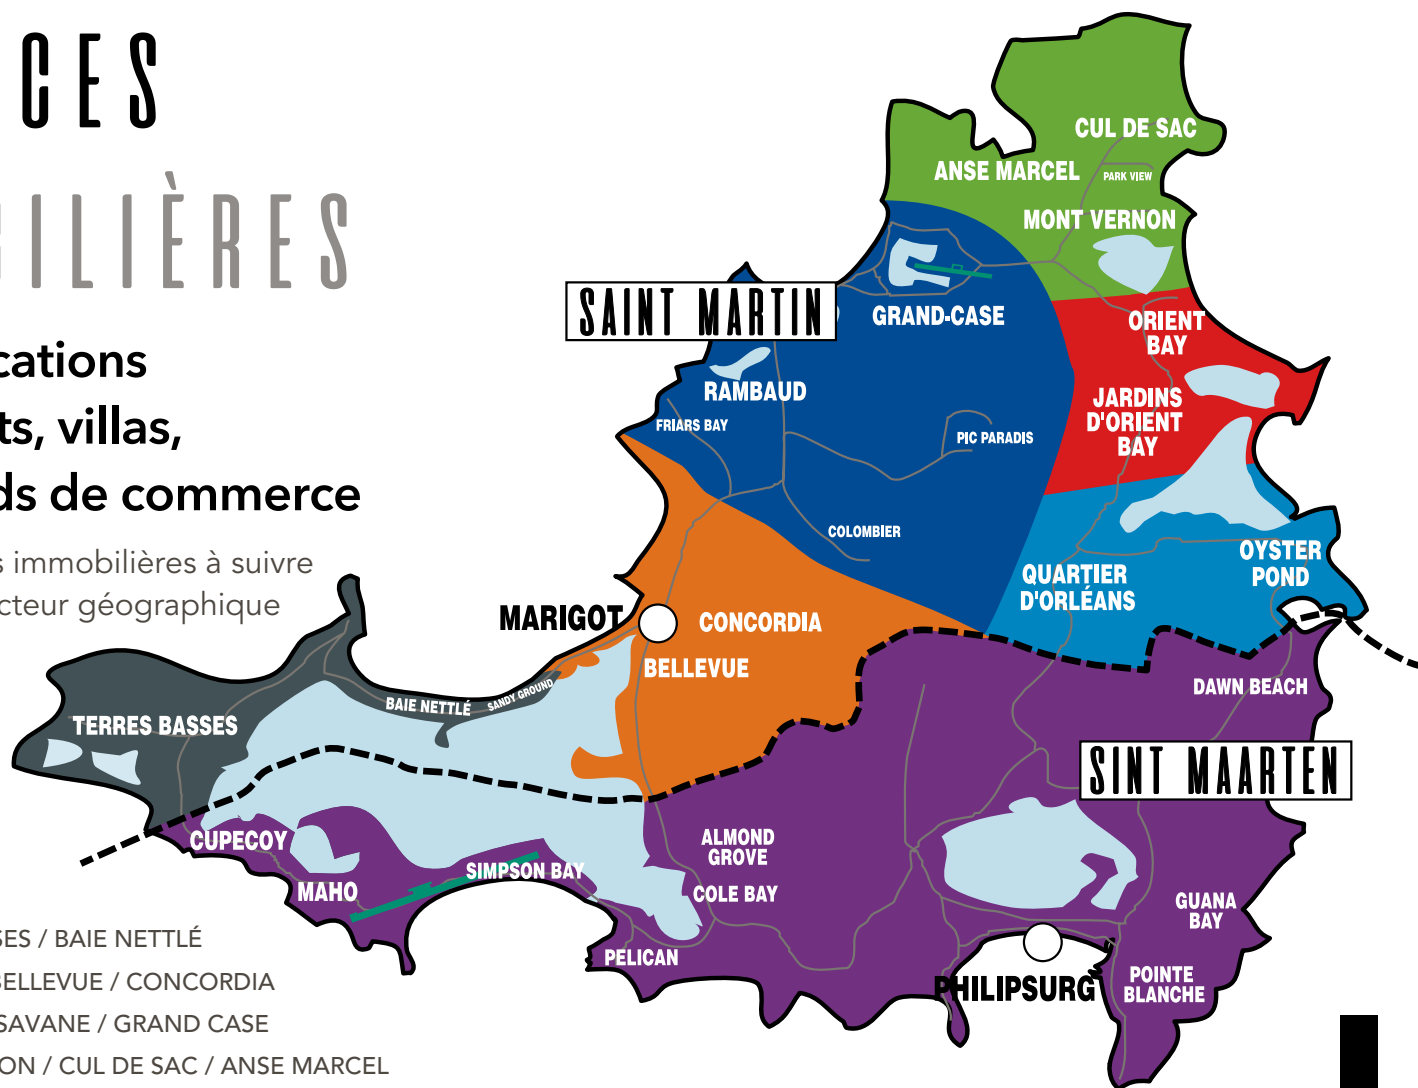 CES
ILIÈRES
cations
ts, villas,
ds de commerce
s immobilières à suivre
cteur géographique
CUL DE SAC
ANSE MARCEL
PARK VIEW
MONT VERNON
SAINT MARTIN
GRAND-CASE
ORIENT
BAY
RAMBAUD
JARDINS
D'ORIENT
BAY
FRIARS BAY
PIC PARADIS
COLOMBIER
OYSTER
POND
QUARTIER
D'ORLÉANS
MARIGOT
CONCORDIA
BELLEVUE
DAWN BEACH
BAIE NETTLÉ
SANDY GROUND
TERRES BASSES
SINT MAARTEN
CUPECOY
ALMOND
GROVE
MAHO
SIMPSON BAY
COLE BAY
GUANA
BAY
PELICAN
PHILIPSURG
POINTE
BLANCHE
SES / BAIE NETTLÉ
BELLEVUE / CONCORDIA
SAVANE / GRAND CASE
ON / CUL DE SAC / ANSE MARCEL